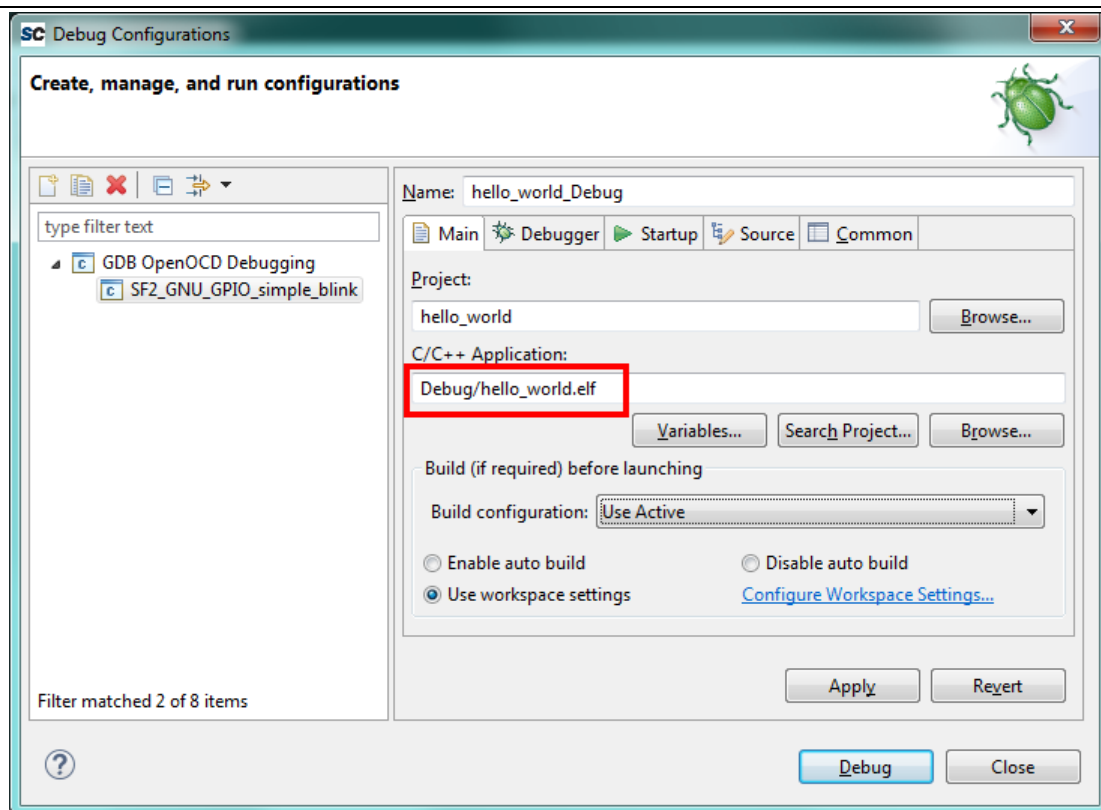 SC Debug Configurations
Create, manage, and run configurations
type filter text
GDB OpenOCD Debugging
SF2_GNU_GPIO_simple_blink
Filter matched 2 of 8 items
Name: hello_world_Debug
Main Debugger Startup Source Common
Project:
hello_world Browse...
C/C++ Application:
Debug/hello_world.elf
Variables... Search Project... Browse...
Build (if required) before launching
Build configuration: Use Active
Enable auto build Disable auto build
Use workspace settings Configure Workspace Settings...
Apply Revert
Debug Close